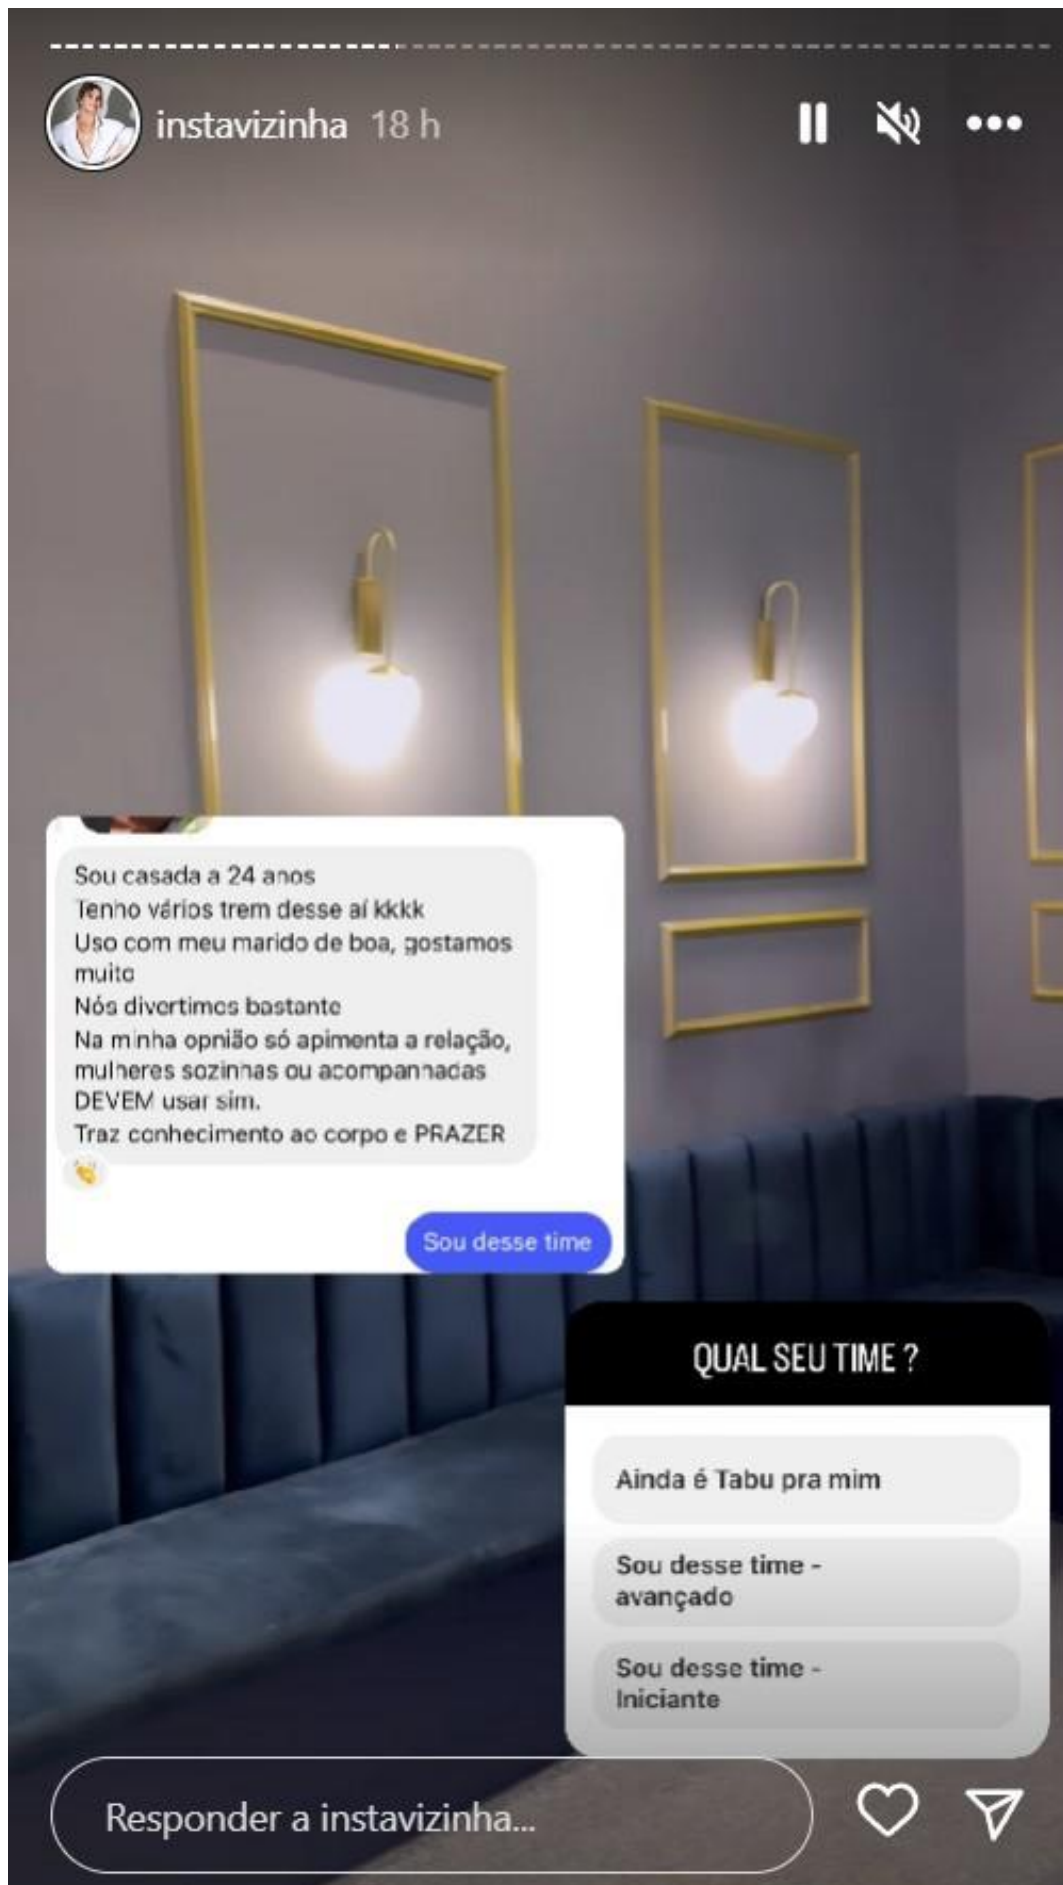 instavizinha 18 h
Sou casada a 24 anos
Tenho vários trem desse aí kkkk
Uso com meu marido de boa, gostamos
muito
Nós divertimos bastante
Na minha opnião só apimenta a relação,
mulheres sozinhas ou acompanhadas
DEVEM usar sim.
Traz conhecimento ao corpo e PRAZER
Sou desse time
QUAL SEU TIME ?
Ainda é Tabu pra mim
Sou desse time -
avançado
Sou desse time -
Iniciante
Responder a instavizinha...